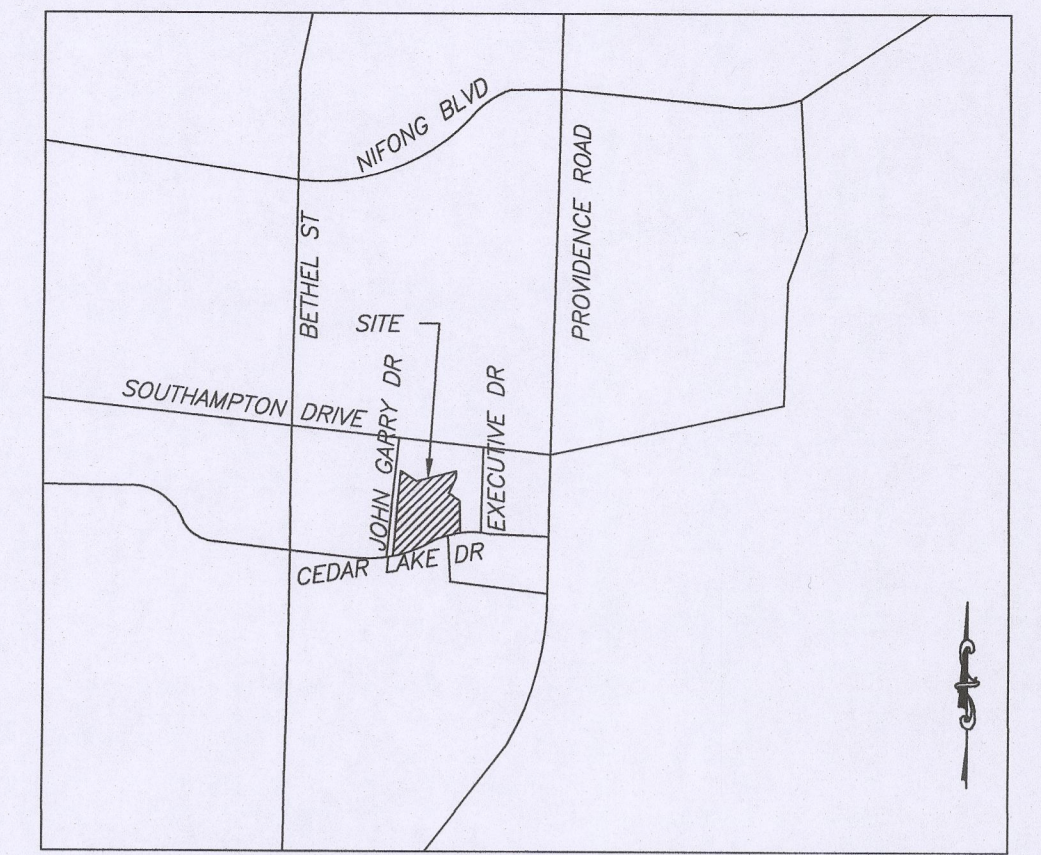 NIFONG BLVD
PROVIDENCE ROAD
BETHEL ST
SITE
SOUTHAMPTON DRIVE
JOHN GARRY DR
EXECUTIVE DR
CEDAR LAKE DR